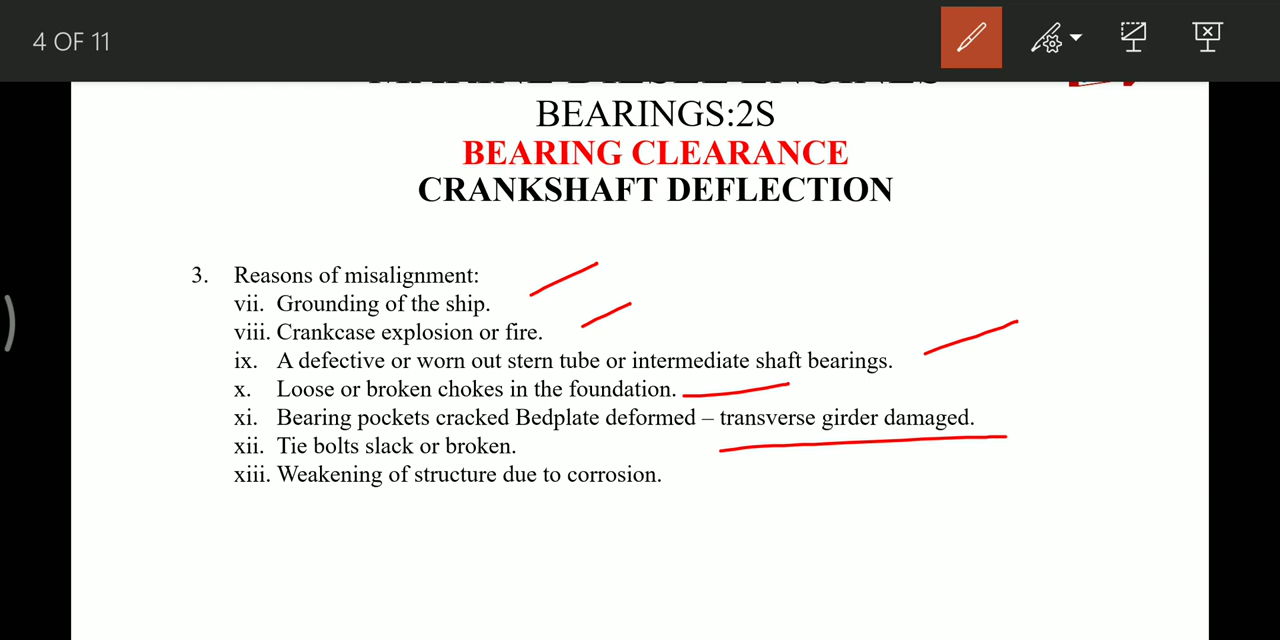 4 OF 11
MARINE DIESEL ENGINES
BEARINGS:2S
BEARING CLEARANCE
CRANKSHAFT DEFLECTION
3. Reasons of misalignment:
vii. Grounding of the ship.
viii. Crankcase explosion or fire.
ix. A defective or worn out stern tube or intermediate shaft bearings.
x. Loose or broken chokes in the foundation.
xi. Bearing pockets cracked Bedplate deformed – transverse girder damaged.
xii. Tie bolts slack or broken.
xiii. Weakening of structure due to corrosion.